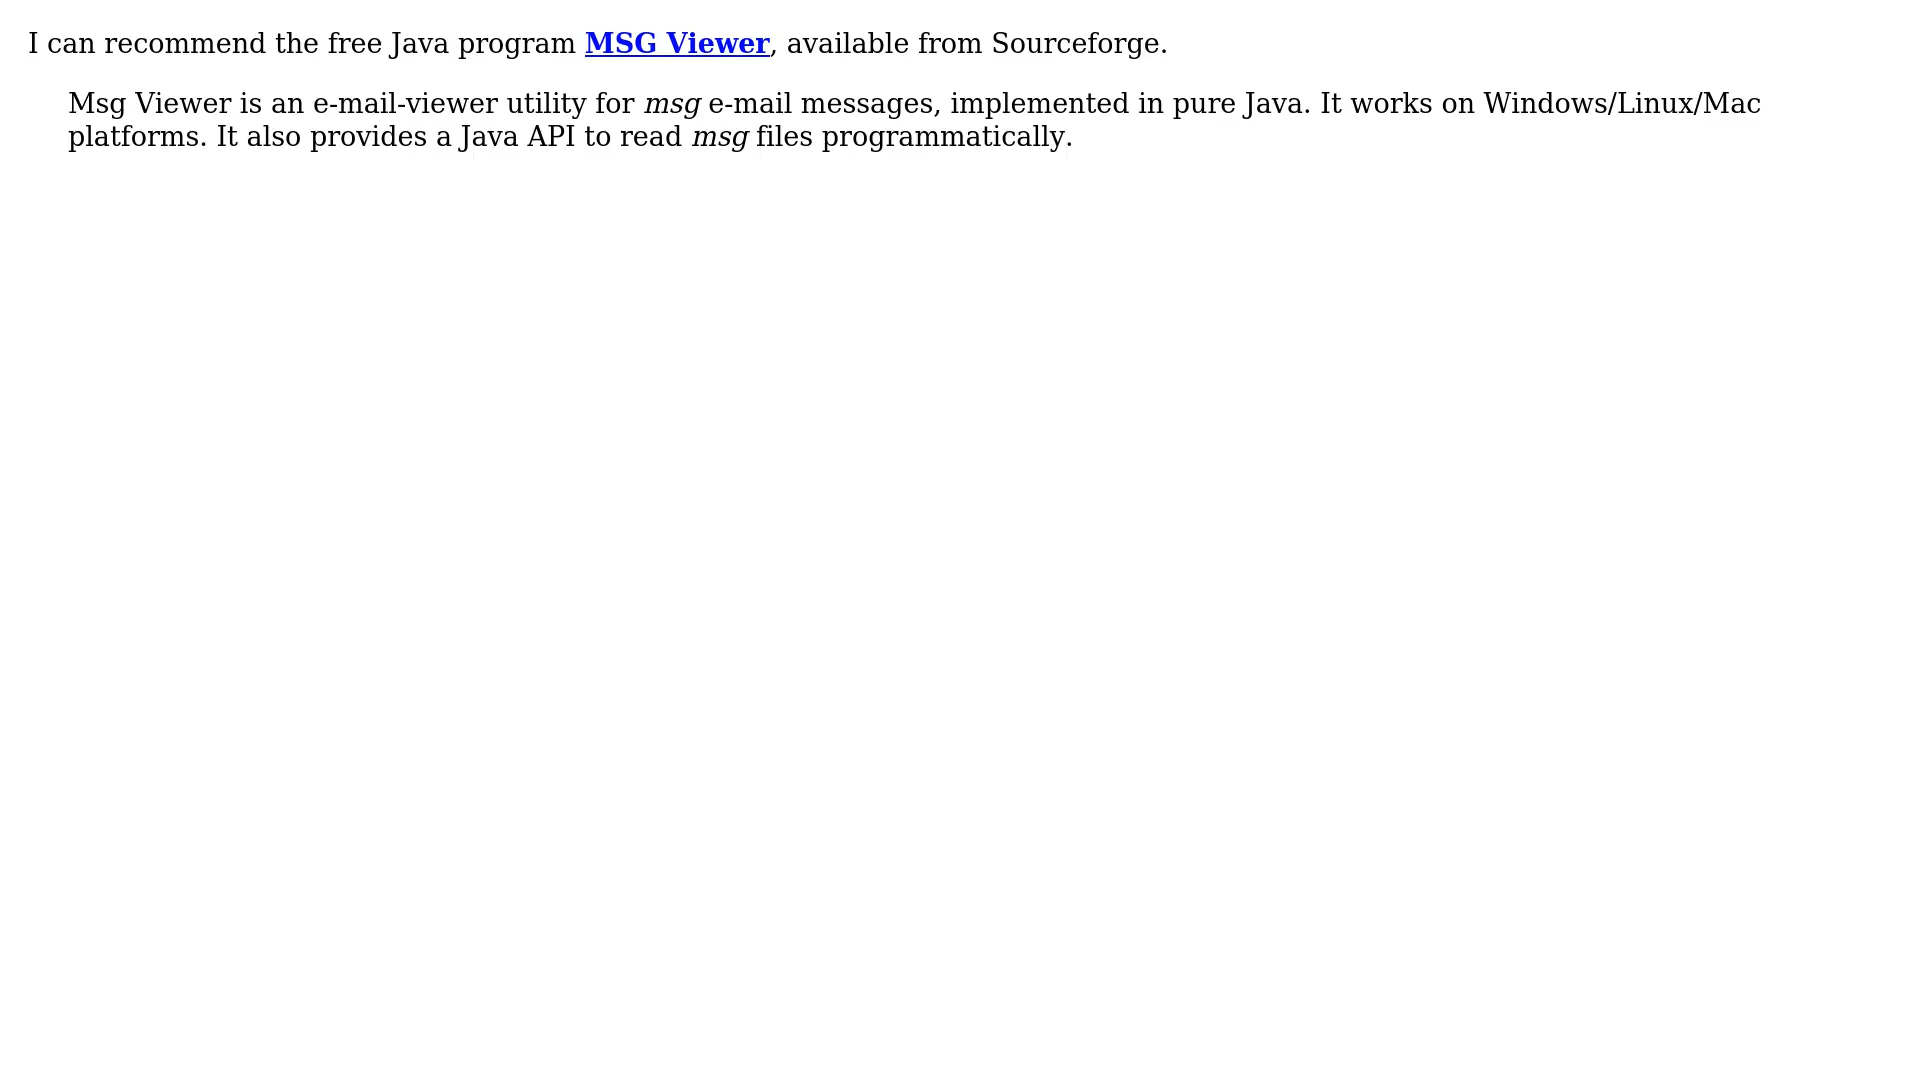 I can recommend the free Java program MSG Viewer, available from Sourceforge.
Msg Viewer is an e-mail-viewer utility for msg e-mail messages, implemented in pure Java. It works on Windows/Linux/Mac
platforms. It also provides a Java API to read msg files programmatically.